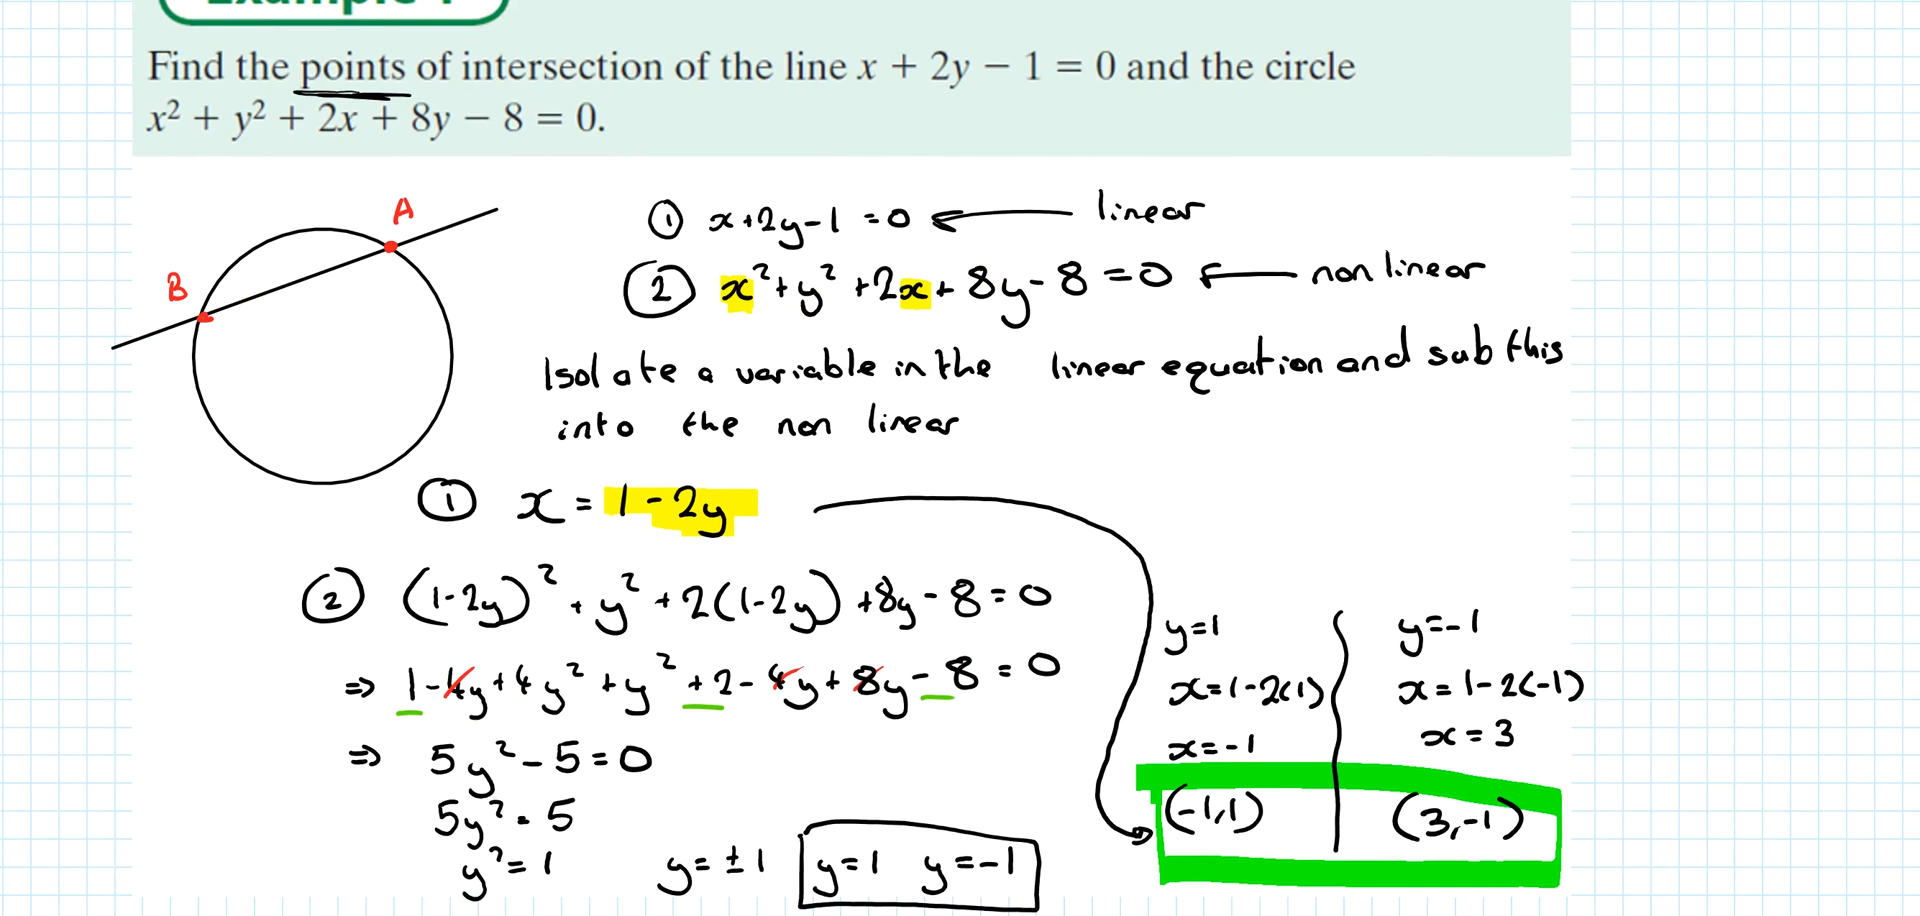 Example 1
Find the points of intersection of the line x + 2y − 1 = 0 and the circle
x² + y² + 2x + 8y − 8 = 0.
A
B
① x+2y-1 =0 ← linear
② x²+y²+2x+8y-8=0 ← non linear
Isolate a variable in the linear equation and sub this
into the non linear
① x = 1-2y
② (1-2y)²+y²+2(1-2y)+8y-8=0
⇒ 1-4y+4y²+y²+2-4y+8y-8=0
⇒ 5y²-5=0
5y²=5
y²=1 y=±1 y=1 y=-1
y=1
x=1-2(1)
x=-1
(-1,1)
y=-1
x=1-2(-1)
x=3
(3,-1)